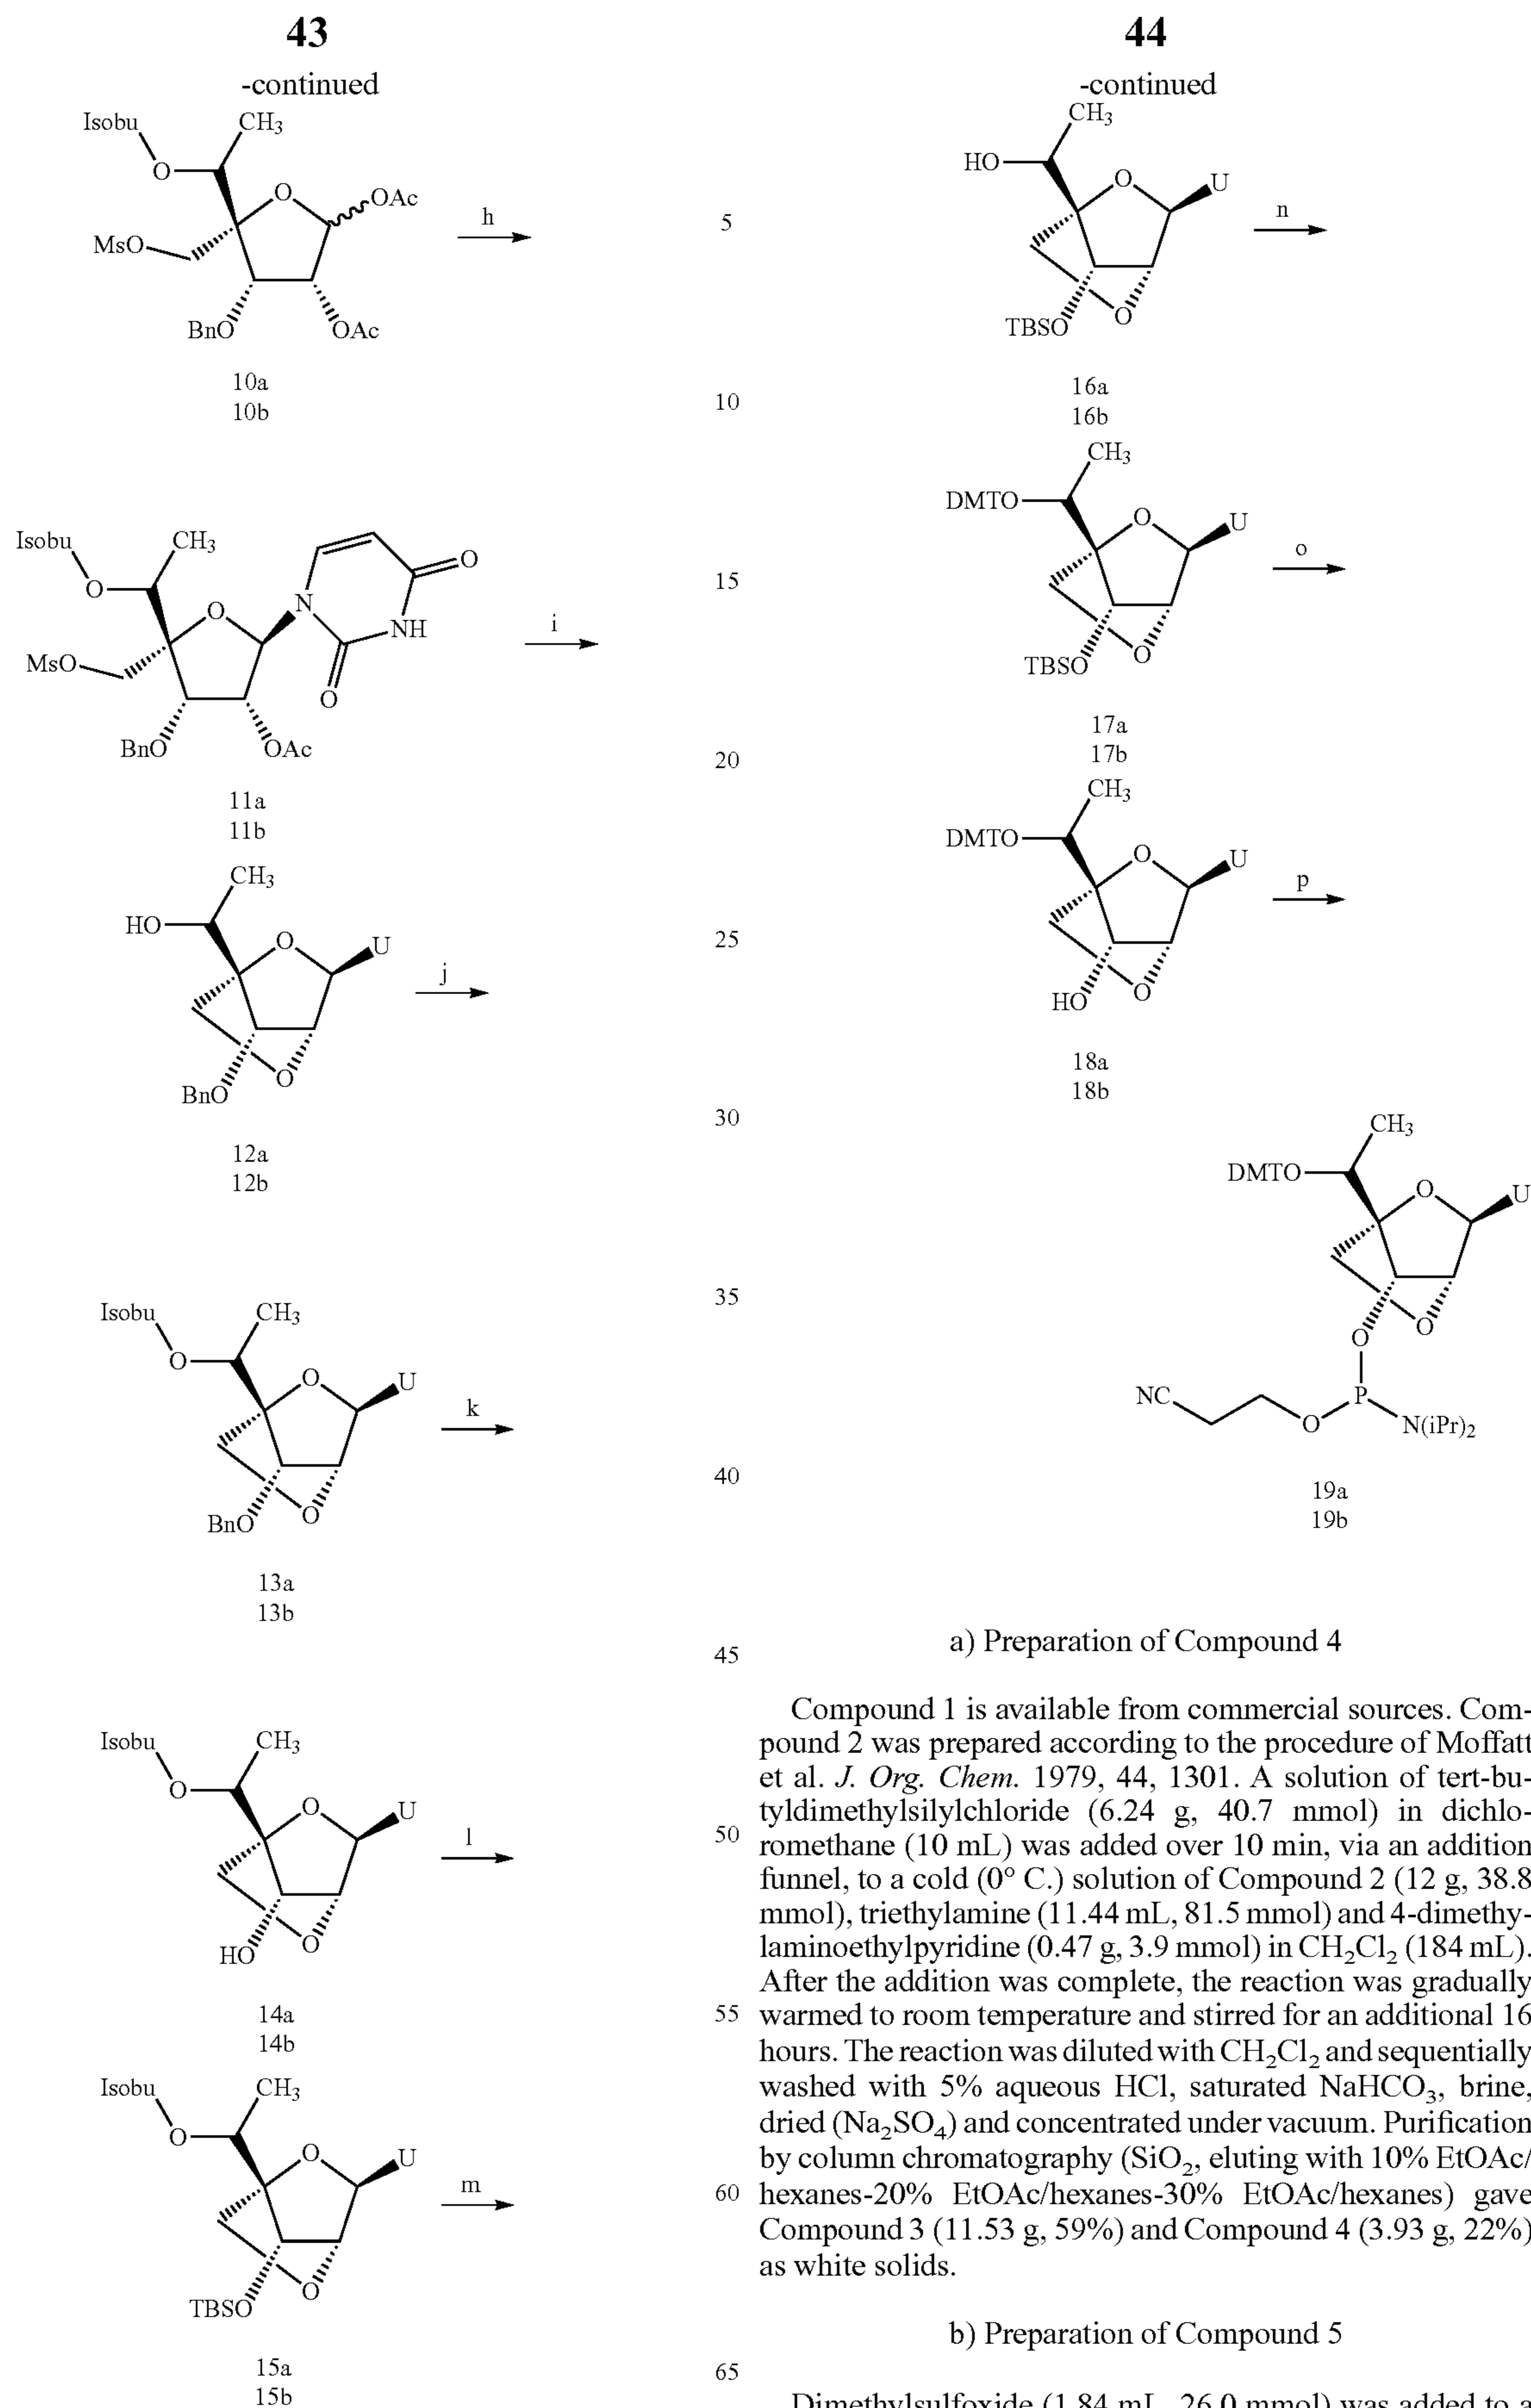 43
-continued
Isobu
CH3
O
O
OAc
MsO
BnO
OAc
h
10a
10b
Isobu
CH3
O
O
N
O
NH
O
MsO
BnO
OAc
i
11a
11b
CH3
HO
O
U
BnO
O
j
12a
12b
Isobu
CH3
O
O
U
BnO
O
k
13a
13b
Isobu
CH3
O
O
U
HO
O
l
14a
14b
Isobu
CH3
O
O
U
TBSO
O
m
15a
15b
5
10
15
20
25
30
35
40
45
50
55
60
65
44
-continued
CH3
HO
O
U
TBSO
O
n
16a
16b
CH3
DMTO
O
U
TBSO
O
o
17a
17b
CH3
DMTO
O
U
HO
O
p
18a
18b
CH3
DMTO
O
U
O
O
NC
O
P
N(iPr)2
19a
19b
a) Preparation of Compound 4
Compound 1 is available from commercial sources. Com-
pound 2 was prepared according to the procedure of Moffatt
et al. J. Org. Chem. 1979, 44, 1301. A solution of tert-bu-
tyldimethylsilylchloride (6.24 g, 40.7 mmol) in dichlo-
romethane (10 mL) was added over 10 min, via an addition
funnel, to a cold (0° C.) solution of Compound 2 (12 g, 38.8
mmol), triethylamine (11.44 mL, 81.5 mmol) and 4-dimethy-
laminoethylpyridine (0.47 g, 3.9 mmol) in CH2Cl2 (184 mL).
After the addition was complete, the reaction was gradually
warmed to room temperature and stirred for an additional 16
hours. The reaction was diluted with CH2Cl2 and sequentially
washed with 5% aqueous HCl, saturated NaHCO3, brine,
dried (Na2SO4) and concentrated under vacuum. Purification
by column chromatography (SiO2, eluting with 10% EtOAc/
hexanes-20% EtOAc/hexanes-30% EtOAc/hexanes) gave
Compound 3 (11.53 g, 59%) and Compound 4 (3.93 g, 22%)
as white solids.
b) Preparation of Compound 5
Dimethylsulfoxide (1.84 mL, 26.0 mmol) was added to a